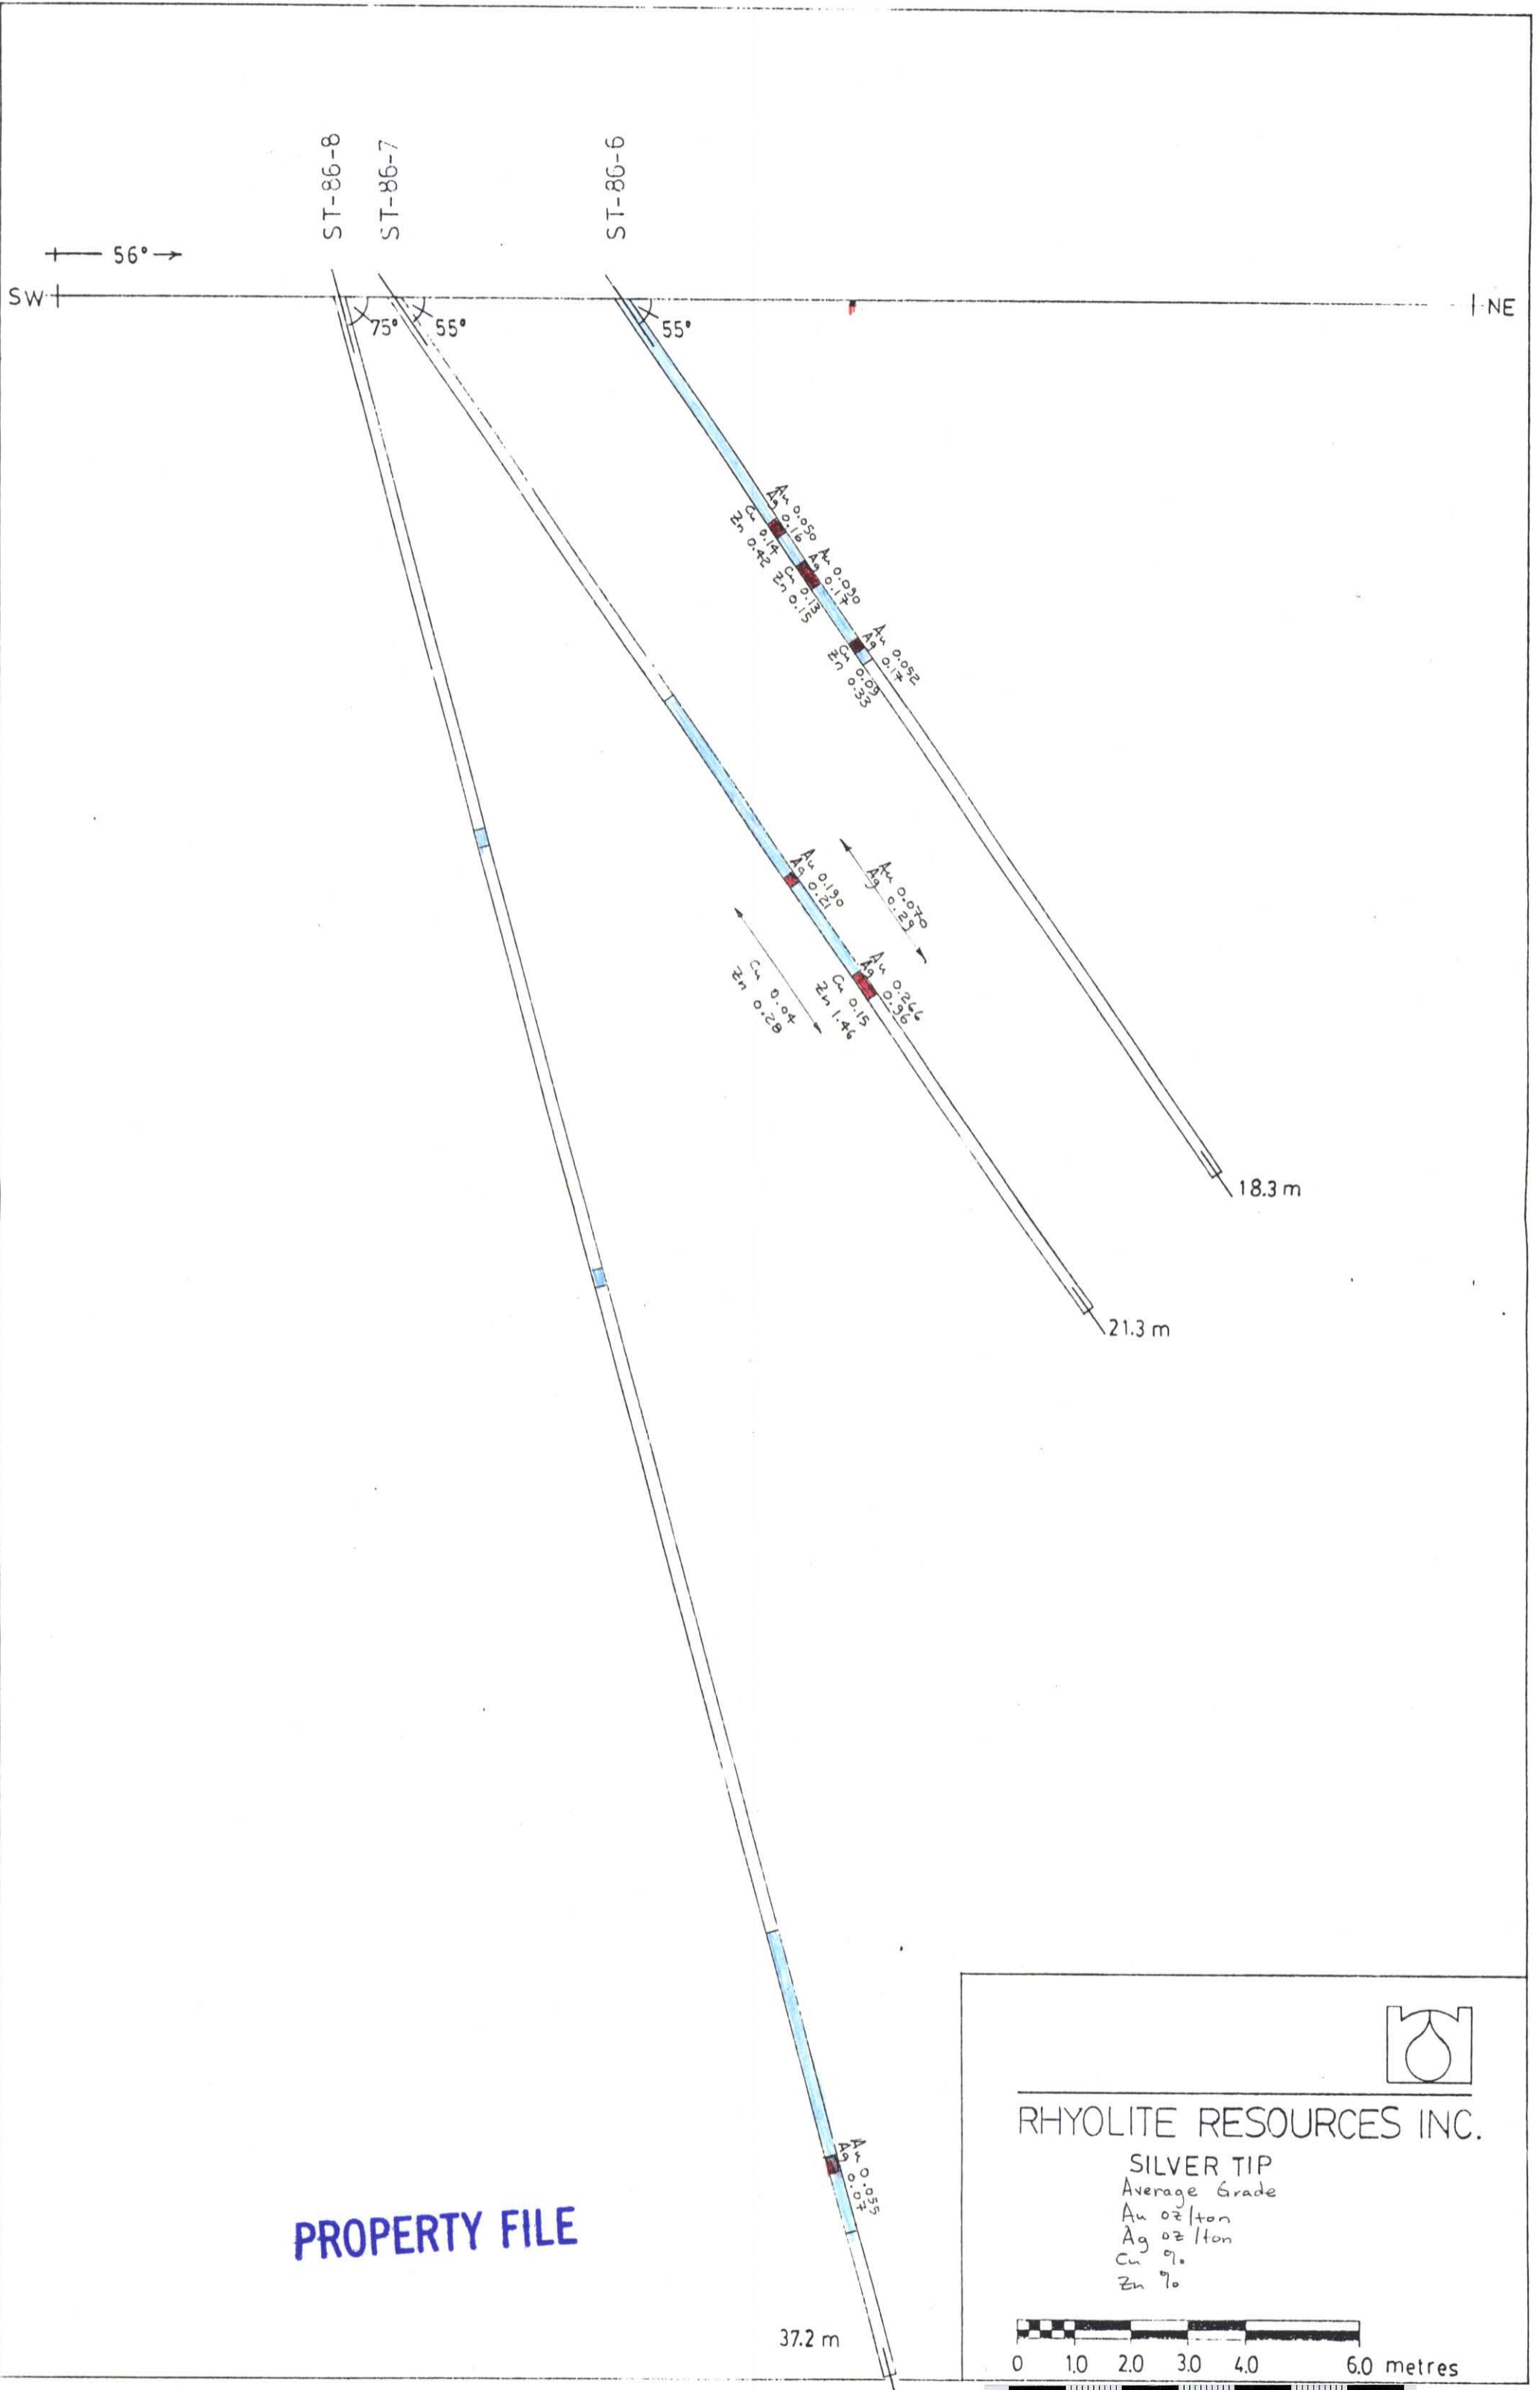 ST-86-8
ST-86-7
ST-86-6
56°
SW
NE
75°
55°
55°
Au 0.050
Ag 0.16
Cu 0.14
Zn 0.42
Au 0.090
Ag 0.17
Cu 0.13
Zn 0.15
Au 0.052
Ag 0.17
Cu 0.09
Zn 0.33
Au 0.190
Ag 0.21
Au 0.070
Ag 0.29
Au 0.266
Ag 0.96
Cu 0.15
Zn 1.46
Cu 0.04
Zn 0.28
18.3 m
21.3 m
Au 0.055
Ag 0.07
37.2 m
PROPERTY FILE
RHYOLITE RESOURCES INC.
SILVER TIP
Average Grade
Au oz/ton
Ag oz/ton
Cu %
Zn %
0 1.0 2.0 3.0 4.0 6.0 metres